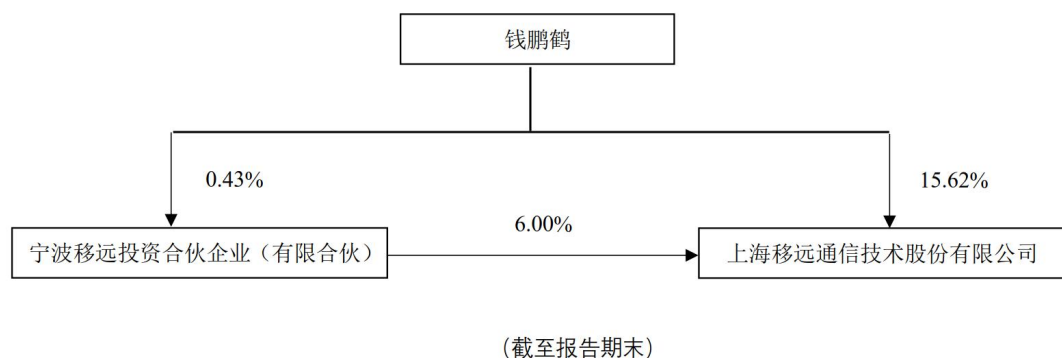 钱鹏鹤
0.43%
15.62%
6.00%
宁波移远投资合伙企业（有限合伙）
上海移远通信技术股份有限公司
（截至报告期末）